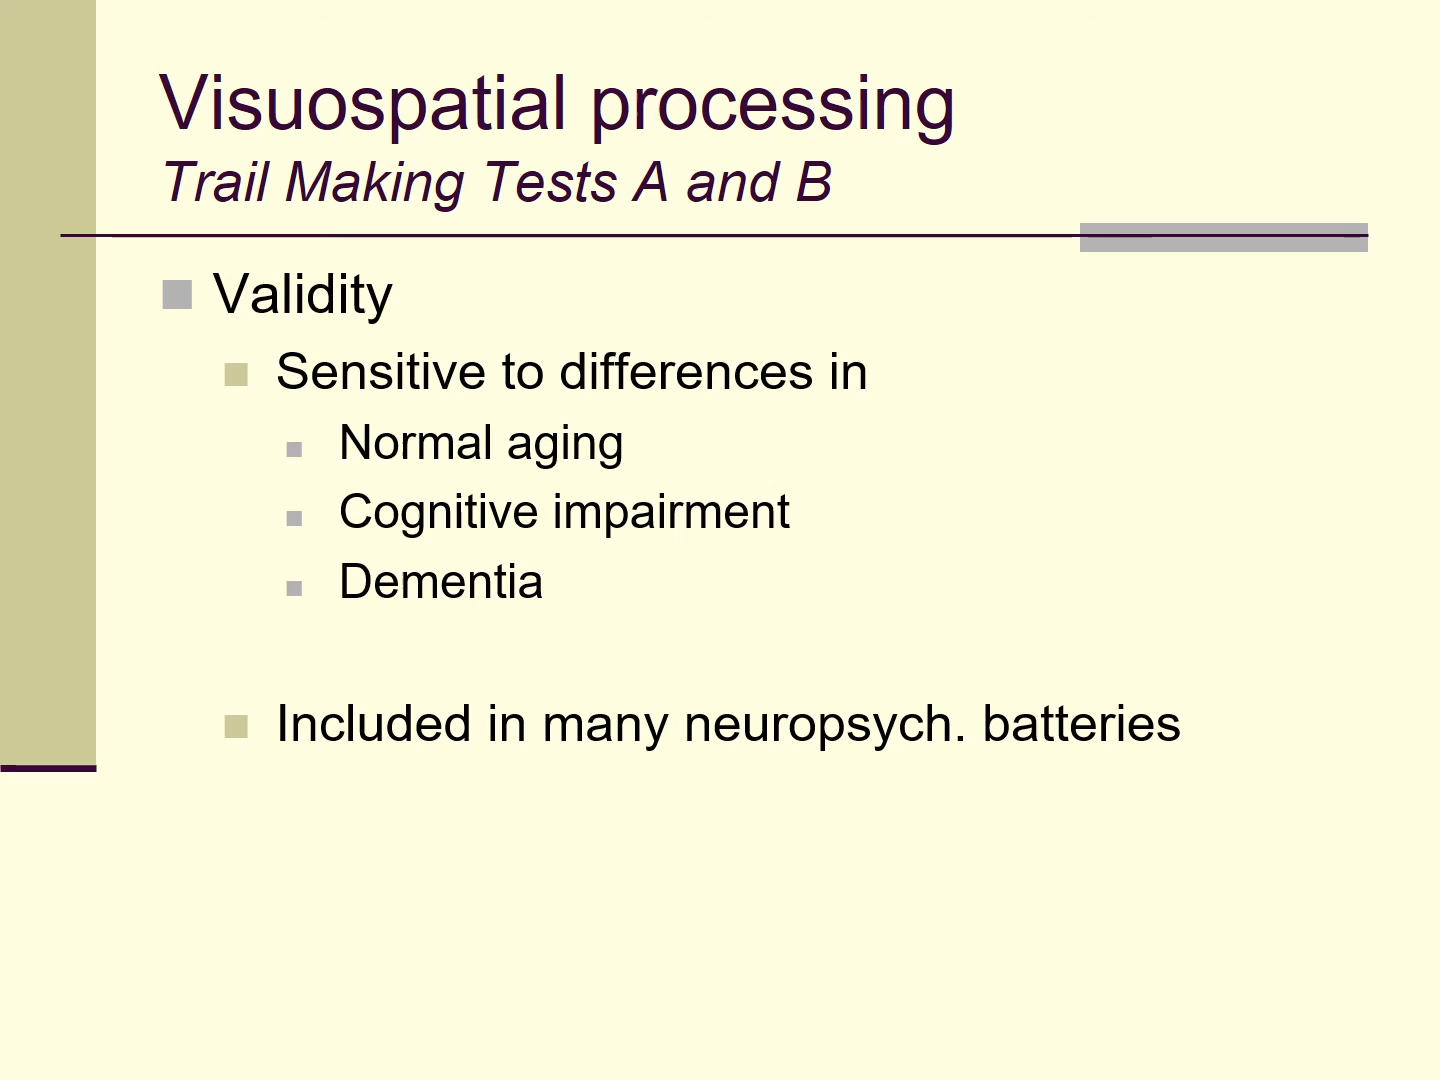 Visuospatial processing
Trail Making Tests A and B
Validity
Sensitive to differences in
Normal aging
Cognitive impairment
Dementia
Included in many neuropsych. batteries